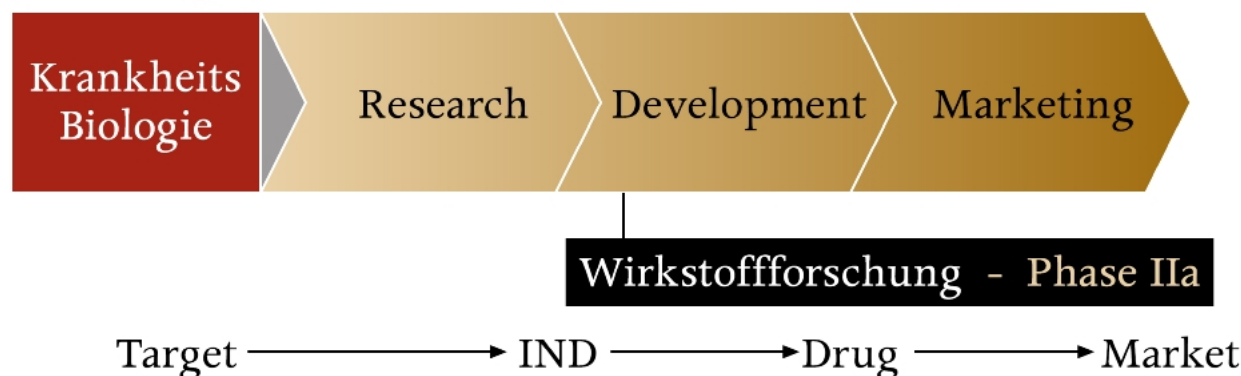 Krankheits
Biologie
Research
Development
Marketing
Wirkstoffforschung - Phase IIa
Target
IND
Drug
Market